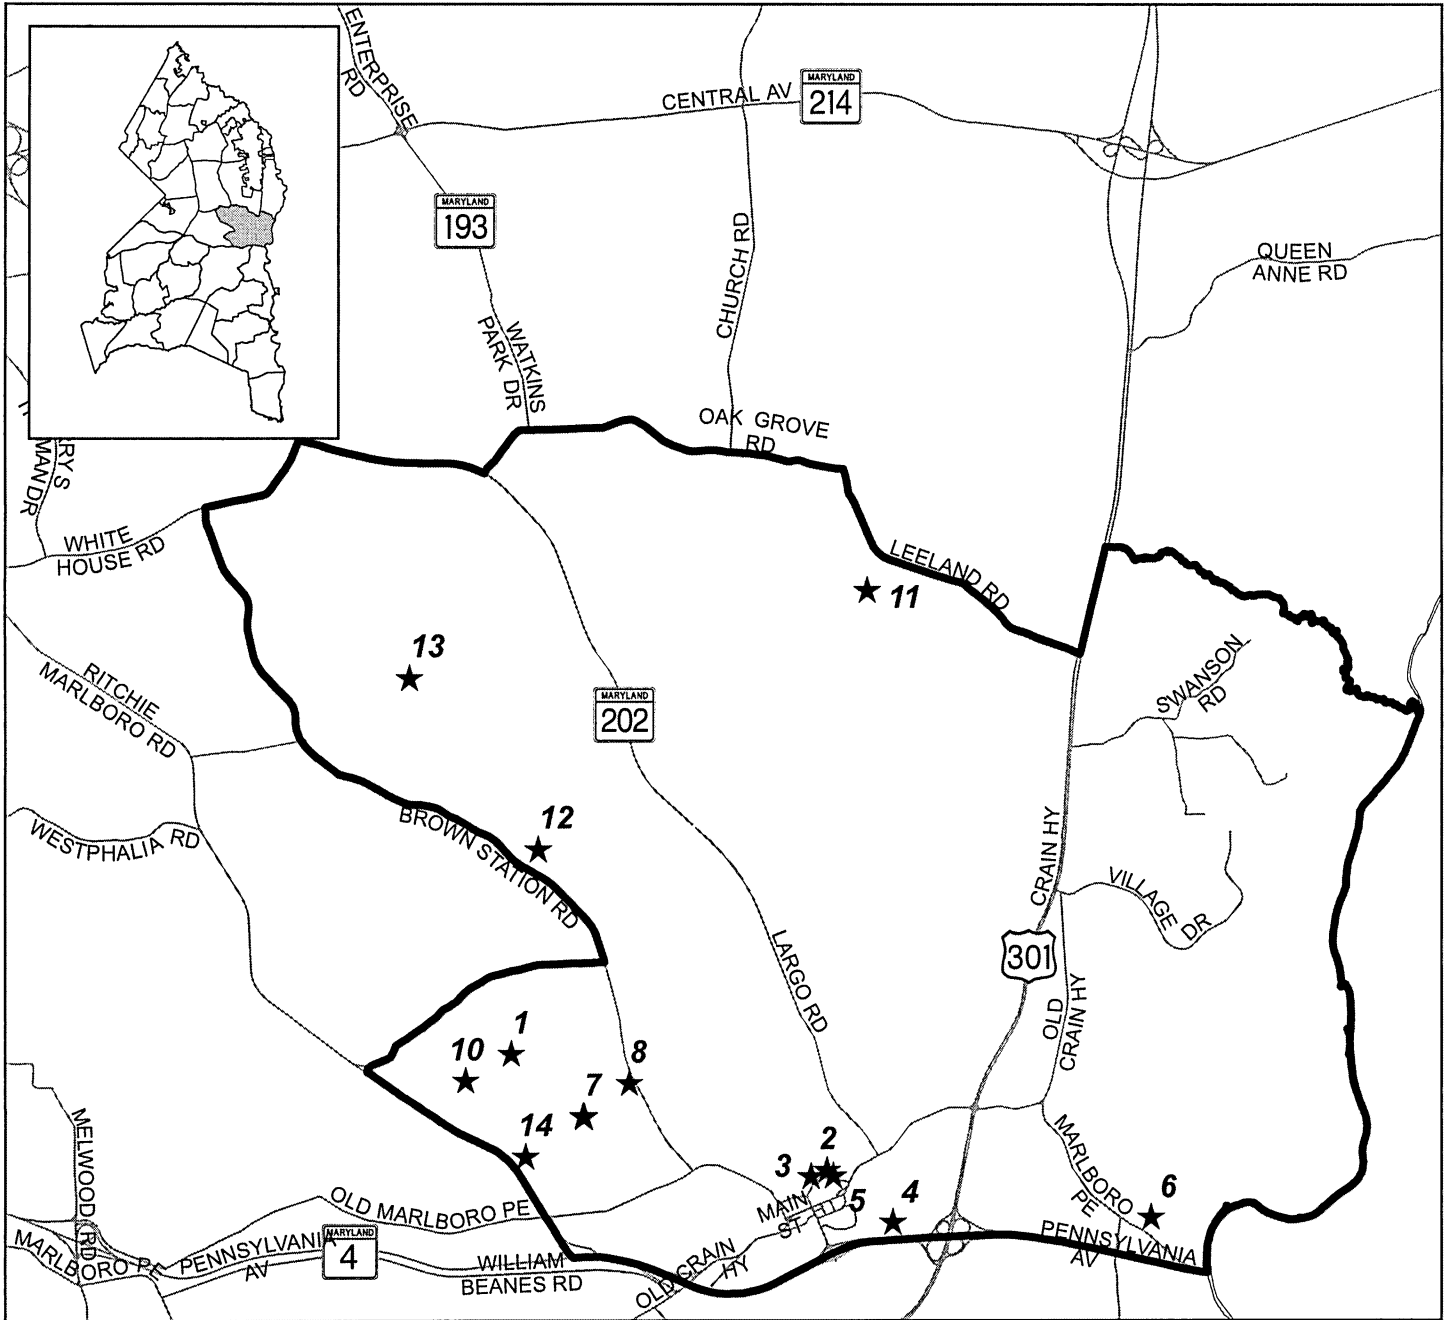 ENTERPRISE
RD
CENTRAL AV
MARYLAND
214
MARYLAND
193
CHURCH RD
QUEEN
ANNE RD
WATKINS
PARK DR
OAK GROVE
RD
RY S
MAN DR
WHITE
HOUSE RD
LEELAND RD
11
13
SWANSON
RD
RITCHIE
MARLBORO RD
MARYLAND
202
12
BROWN STATION RD
WESTPHALIA RD
CRAIN HY
VILLAGE
DR
LARGO RD
301
OLD
CRAIN HY
1
10
8
7
14
MELWOOD RD
2
3
MARLBORO
PE
6
5
4
MAIN
ST
OLD MARLBORO PE
MARLBORO PE
PENNSYLVANIA
AV
MARYLAND
4
WILLIAM
BEANES RD
OLD CRAIN
HY
PENNSYLVANIA
AV